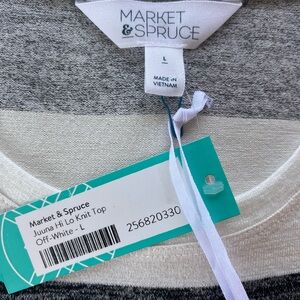 MARKET
&SPRUCE
L
MADE IN
VIETNAM
Market & Spruce
Juuna Hi Lo Knit Top
Off-White - L
256820330